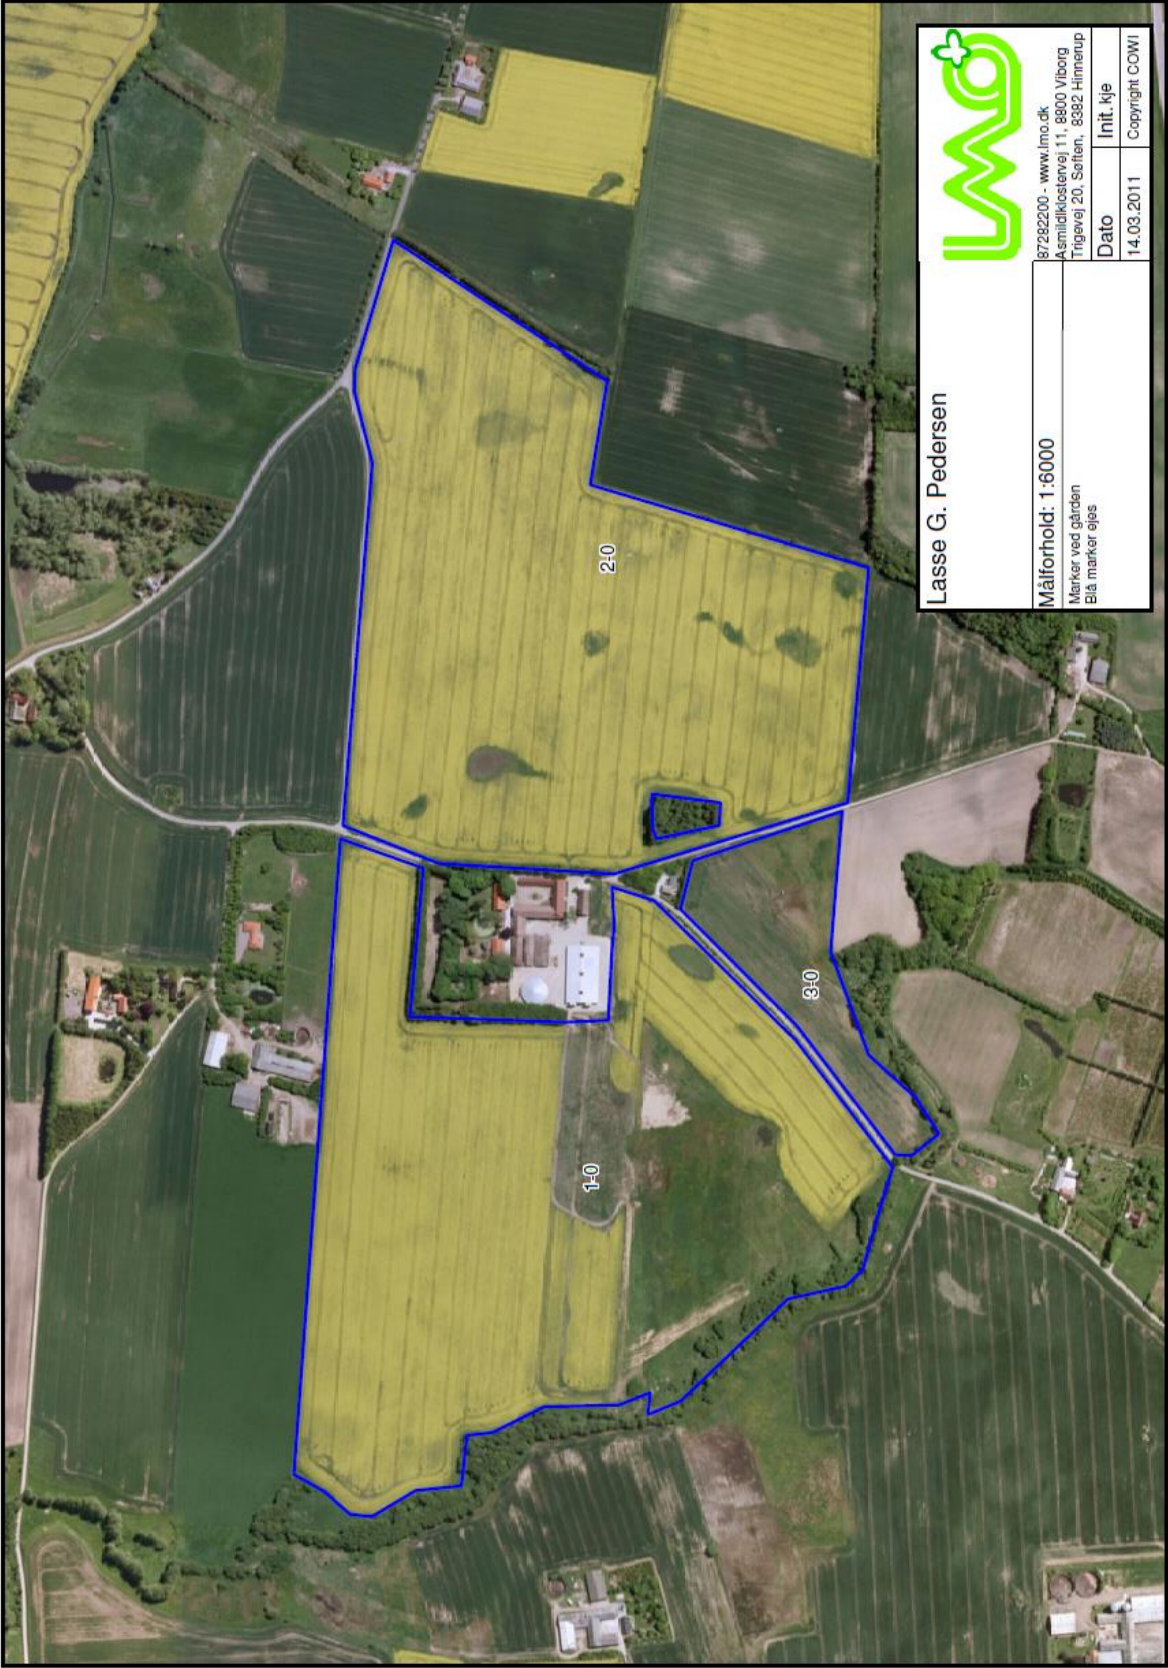 2-0
1-0
3-0
Lasse G. Pedersen
LMO
Målforhold: 1:6000
Marker ved gården
Blå marker ejes
87282200 - www.lmo.dk
Asmildklostervej 11, 8800 Viborg
Trigevej 20, Søften, 8382 Hinnerup
Dato
Init. kje
14.03.2011
Copyright COWI